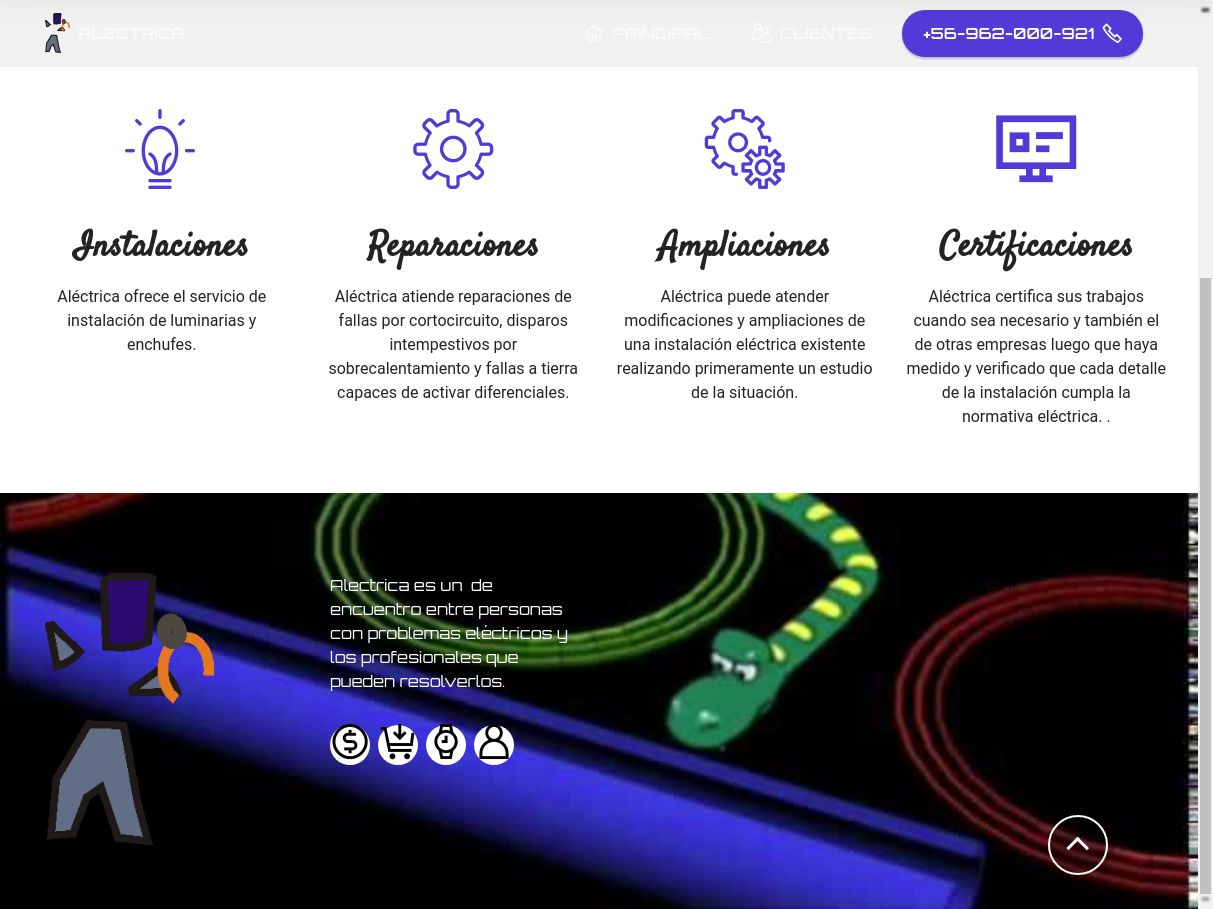 ALECTRICA PRINCIPAL CLIENTES +56-962-000-921
Instalaciones
Aléctrica ofrece el servicio de
instalación de luminarias y
enchufes.
Reparaciones
Aléctrica atiende reparaciones de
fallas por cortocircuito, disparos
intempestivos por
sobrecalentamiento y fallas a tierra
capaces de activar diferenciales.
Ampliaciones
Aléctrica puede atender
modificaciones y ampliaciones de
una instalación eléctrica existente
realizando primeramente un estudio
de la situación.
Certificaciones
Aléctrica certifica sus trabajos
cuando sea necesario y también el
de otras empresas luego que haya
medido y verificado que cada detalle
de la instalación cumpla la
normativa eléctrica. .
Alectrica es un  de
encuentro entre personas
con problemas eléctricos y
los profesionales que
pueden resolverlos.